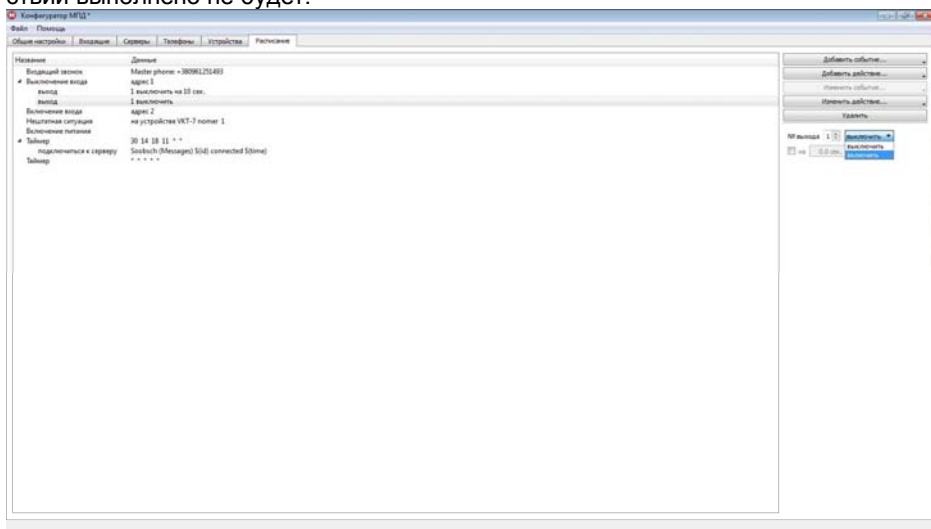 ствий выполнено не будет.
Конфигуратор МПД *
Файл Помощь
Общие настройки Входящие Серверы Телефоны Устройства Расписание
Название Данные
Входящий звонок Master phone: +380961251493
Выключение входа адрес 1
выход 1 выключить на 10 сек.
выход 1 выключить
Включение входа адрес 2
Нештатная ситуация на устройстве VKT-7 nomer 1
Включение питания
Таймер 30 14 18 11 * *
подключиться к серверу Soobsch (Messages) $(id) connected $(time)
Таймер * * * * *
Добавить событие...
Добавить действие...
Изменить событие...
Изменить действие...
Удалить
№ выхода 1 выключить
выключить
включить
на 0.0 сек.